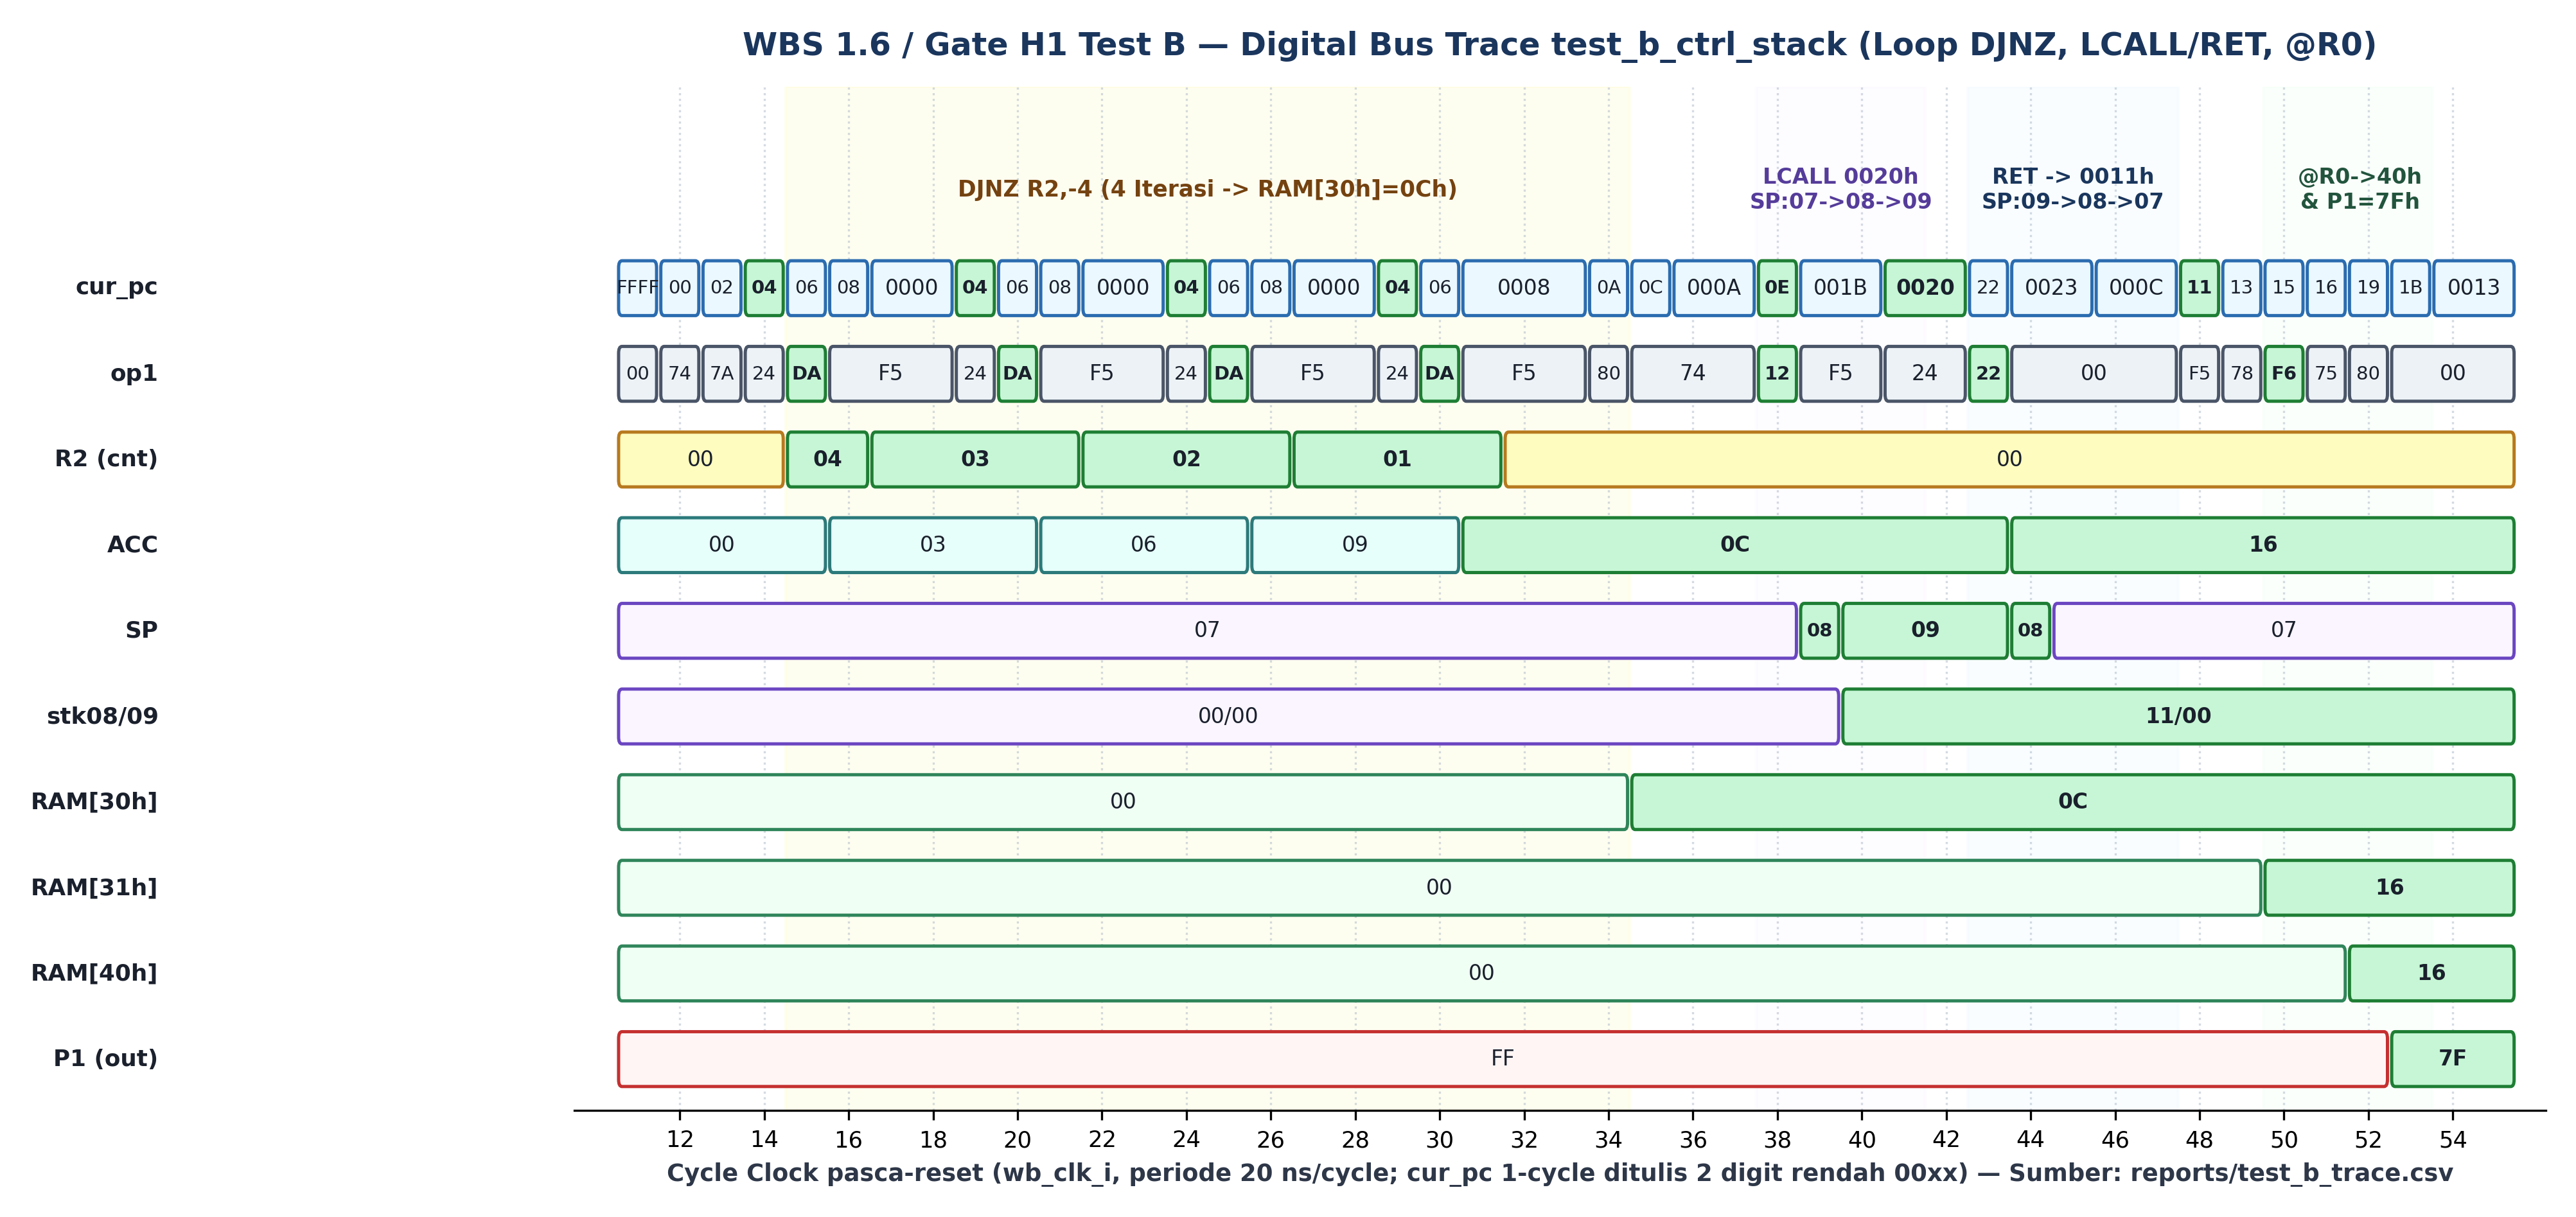 WBS 1.6 / Gate H1 Test B — Digital Bus Trace test_b_ctrl_stack (Loop DJNZ, LCALL/RET, @R0)
DJNZ R2,-4 (4 Iterasi -> RAM[30h]=0Ch)
LCALL 0020h
SP:07->08->09
RET -> 0011h
SP:09->08->07
@R0->40h
& P1=7Fh
cur_pc FFFF 00 02 04 06 08 0000 04 06 08 0000 04 06 08 0000 04 06 0008 0A 0C 000A 0E 001B 0020 22 0023 000C 11 13 15 16 19 1B 0013
op1 00 74 7A 24 DA F5 24 DA F5 24 DA F5 24 DA F5 80 74 12 F5 24 22 00 F5 78 F6 75 80 00
R2 (cnt) 00 04 03 02 01 00
ACC 00 03 06 09 0C 16
SP 07 08 09 08 07
stk08/09 00/00 11/00
RAM[30h] 00 0C
RAM[31h] 00 16
RAM[40h] 00 16
P1 (out) FF 7F
12 14 16 18 20 22 24 26 28 30 32 34 36 38 40 42 44 46 48 50 52 54
Cycle Clock pasca-reset (wb_clk_i, periode 20 ns/cycle; cur_pc 1-cycle ditulis 2 digit rendah 00xx) — Sumber: reports/test_b_trace.csv